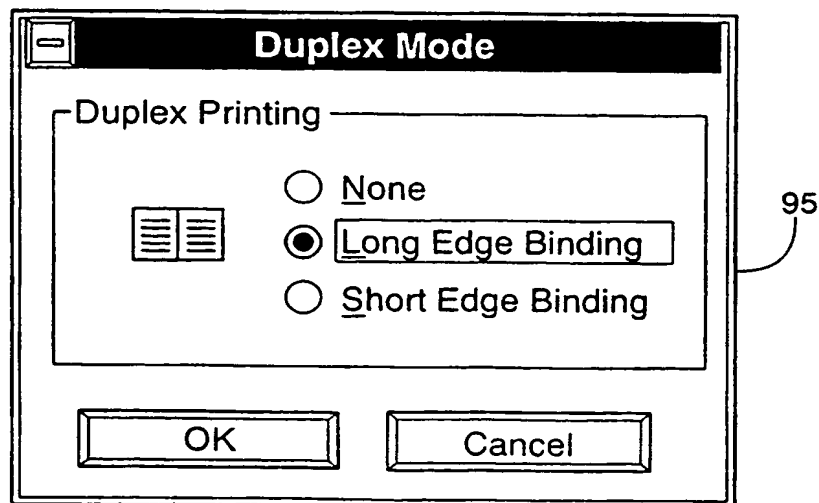 Duplex Mode
Duplex Printing
None
Long Edge Binding
95
Short Edge Binding
OK
Cancel